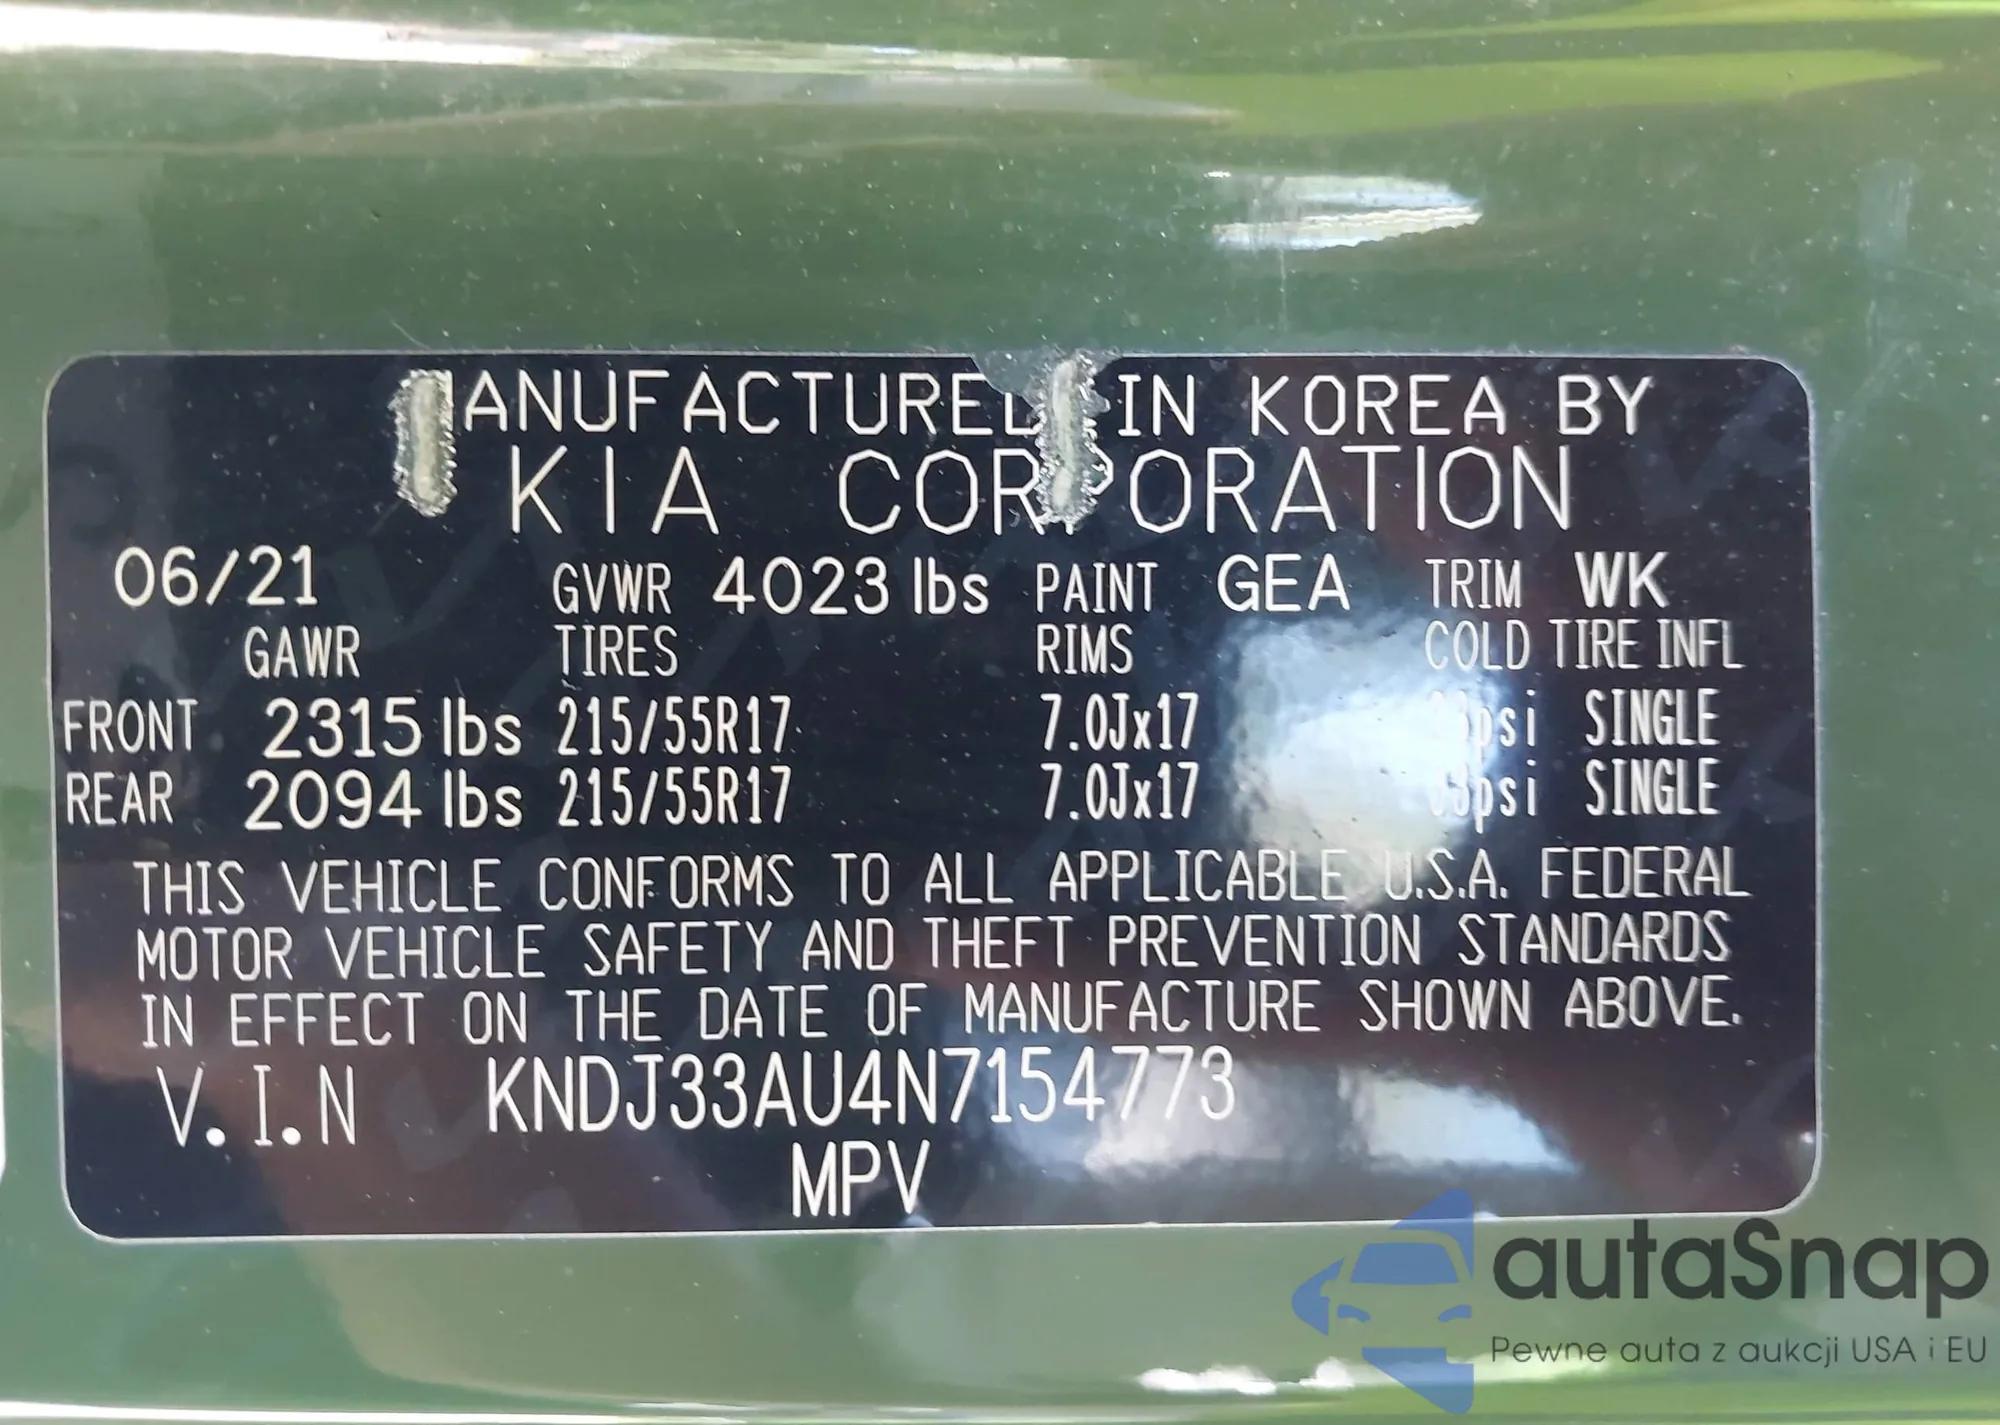 MANUFACTURED IN KOREA BY
KIA CORPORATION
06/21 GVWR 4023 lbs PAINT GEA TRIM WK
GAWR TIRES RIMS COLD TIRE INFL
FRONT 2315 lbs 215/55R17 7.0Jx17 psi SINGLE
REAR 2094 lbs 215/55R17 7.0Jx17 33psi SINGLE
THIS VEHICLE CONFORMS TO ALL APPLICABLE U.S.A. FEDERAL
MOTOR VEHICLE SAFETY AND THEFT PREVENTION STANDARDS
IN EFFECT ON THE DATE OF MANUFACTURE SHOWN ABOVE.
V.I.N KNDJ33AU4N7154773
MPV
autaSnap
Pewne auta z aukcji USA i EU